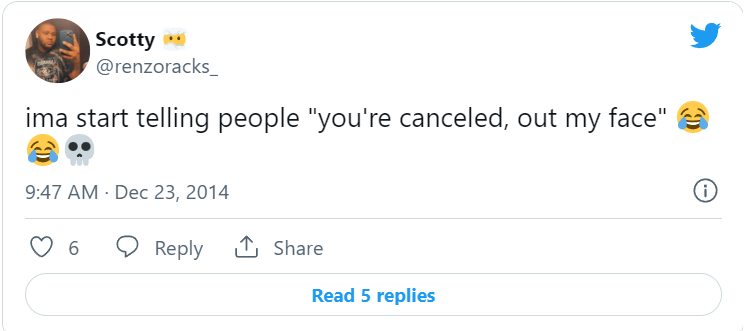 Scotty
@renzoracks_
ima start telling people "you're canceled, out my face" 😂
😂💀
9:47 AM · Dec 23, 2014
6 Reply Share
Read 5 replies